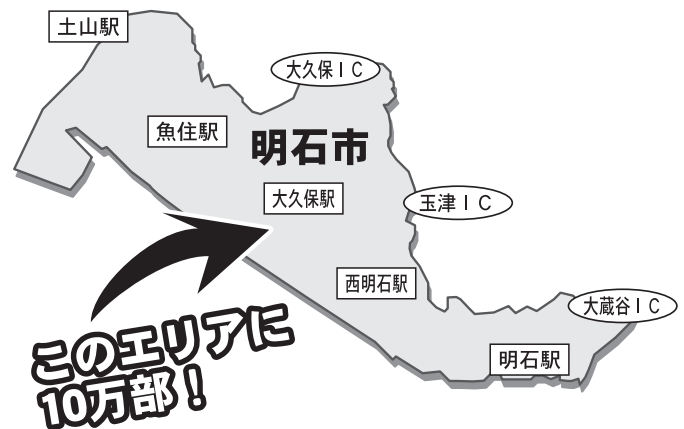 土山駅
大久保ＩＣ
魚住駅
明石市
大久保駅
玉津ＩＣ
西明石駅
大蔵谷ＩＣ
明石駅
このエリアに
10万部！